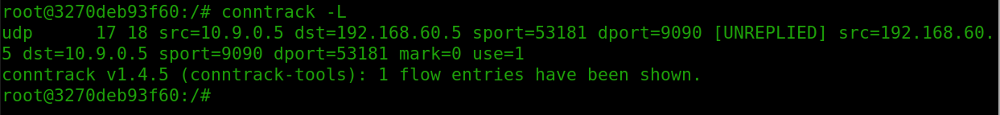 root@3270deb93f60:/# conntrack -L
udp      17 18 src=10.9.0.5 dst=192.168.60.5 sport=53181 dport=9090 [UNREPLIED] src=192.168.60.
5 dst=10.9.0.5 sport=9090 dport=53181 mark=0 use=1
conntrack v1.4.5 (conntrack-tools): 1 flow entries have been shown.
root@3270deb93f60:/#